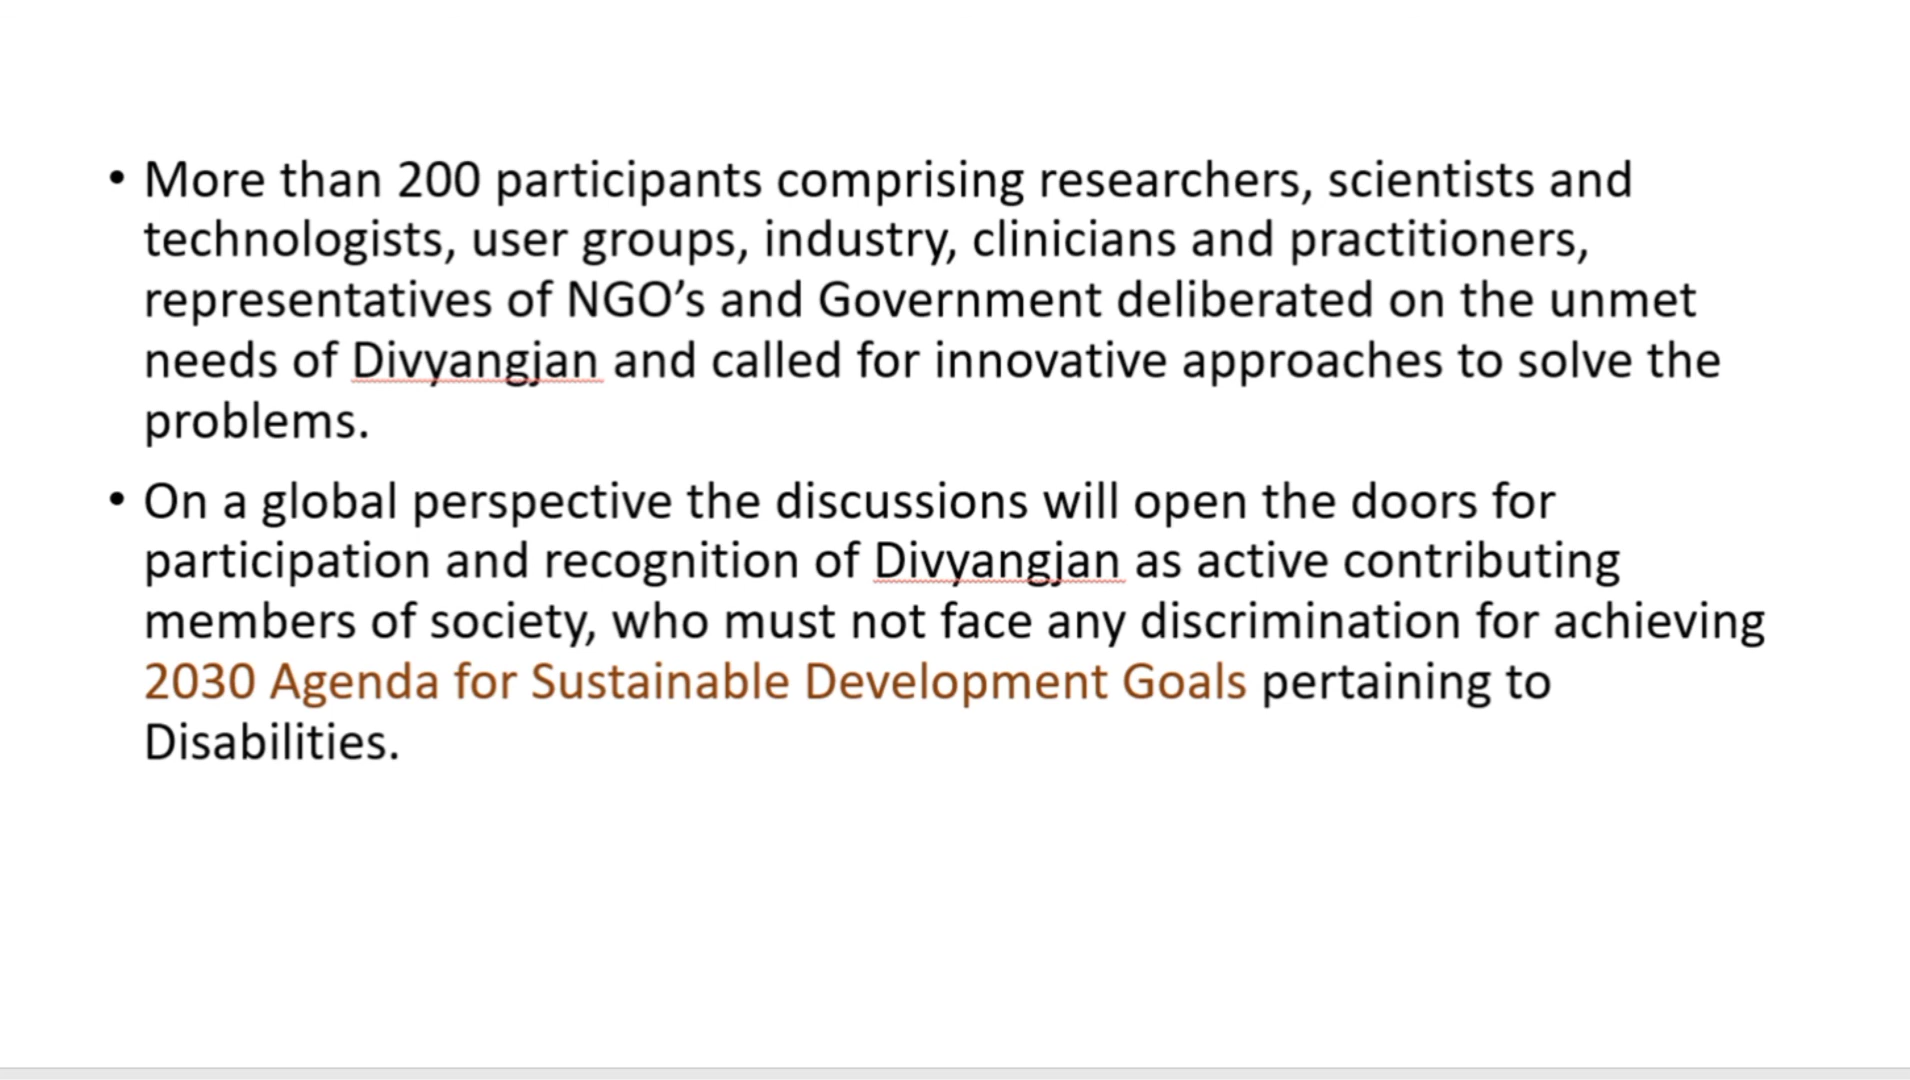 • More than 200 participants comprising researchers, scientists and
technologists, user groups, industry, clinicians and practitioners,
representatives of NGO’s and Government deliberated on the unmet
needs of Divyangjan and called for innovative approaches to solve the
problems.
• On a global perspective the discussions will open the doors for
participation and recognition of Divyangjan as active contributing
members of society, who must not face any discrimination for achieving
2030 Agenda for Sustainable Development Goals pertaining to
Disabilities.